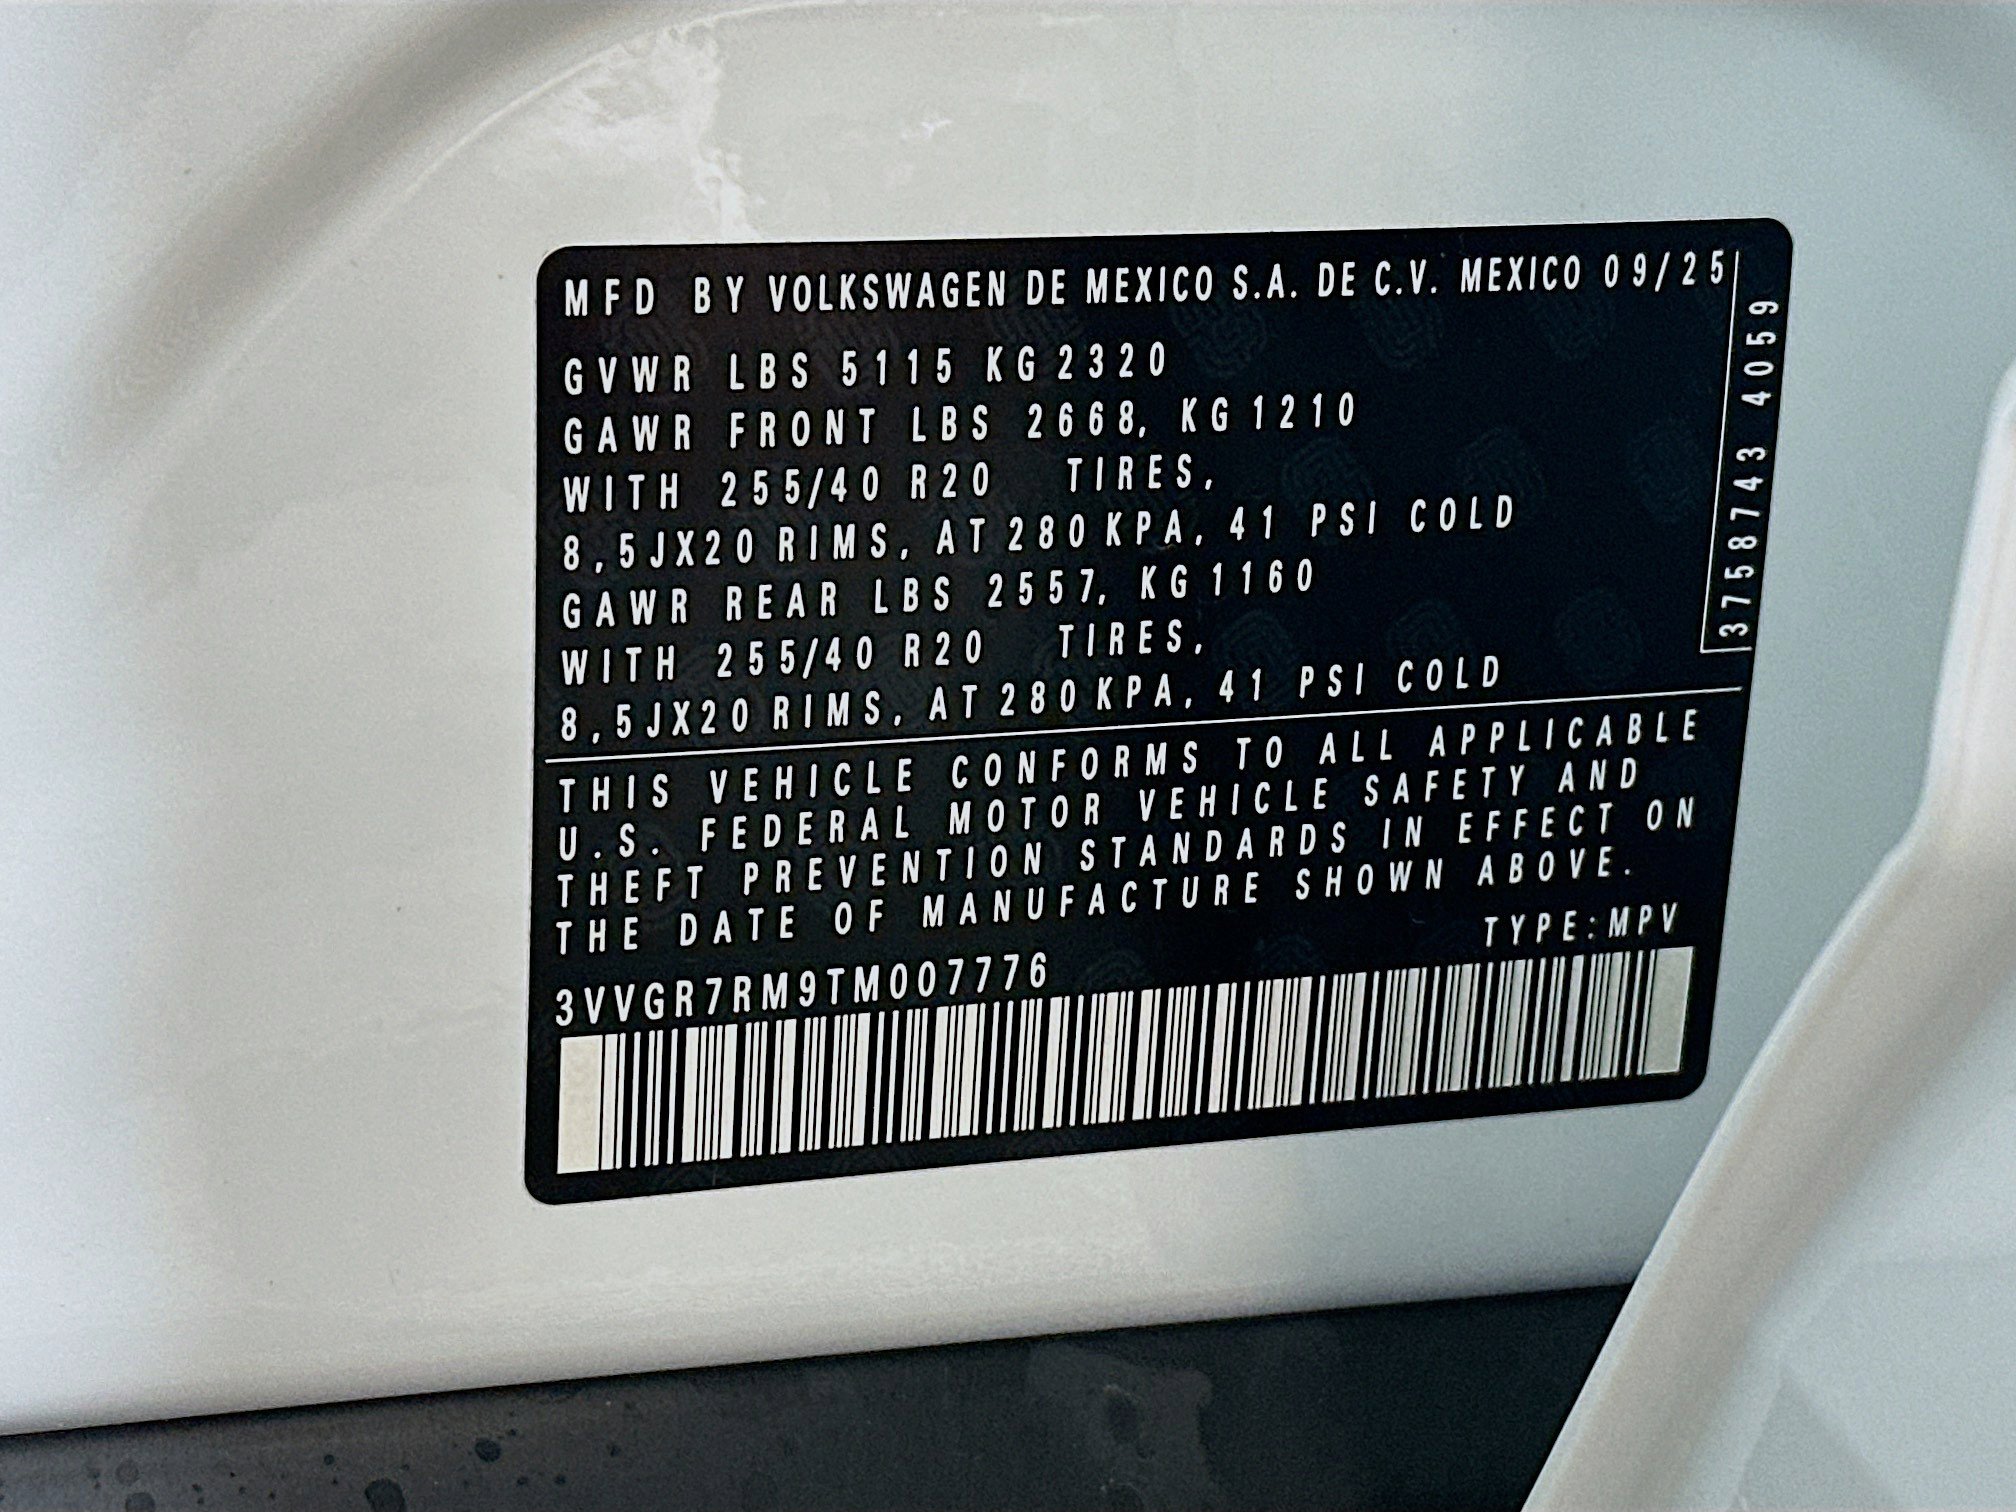 MFD BY VOLKSWAGEN DE MEXICO S.A. DE C.V. MEXICO 09/25
GVWR LBS 5115 KG 2320
GAWR FRONT LBS 2668, KG 1210
WITH 255/40 R20 TIRES,
8,5JX20 RIMS, AT 280 KPA, 41 PSI COLD
GAWR REAR LBS 2557, KG 1160
WITH 255/40 R20 TIRES,
8,5JX20 RIMS, AT 280 KPA, 41 PSI COLD
3758743 4059
THIS VEHICLE CONFORMS TO ALL APPLICABLE
U.S. FEDERAL MOTOR VEHICLE SAFETY AND
THEFT PREVENTION STANDARDS IN EFFECT ON
THE DATE OF MANUFACTURE SHOWN ABOVE.
TYPE:MPV
3VVGR7RM9TM007776